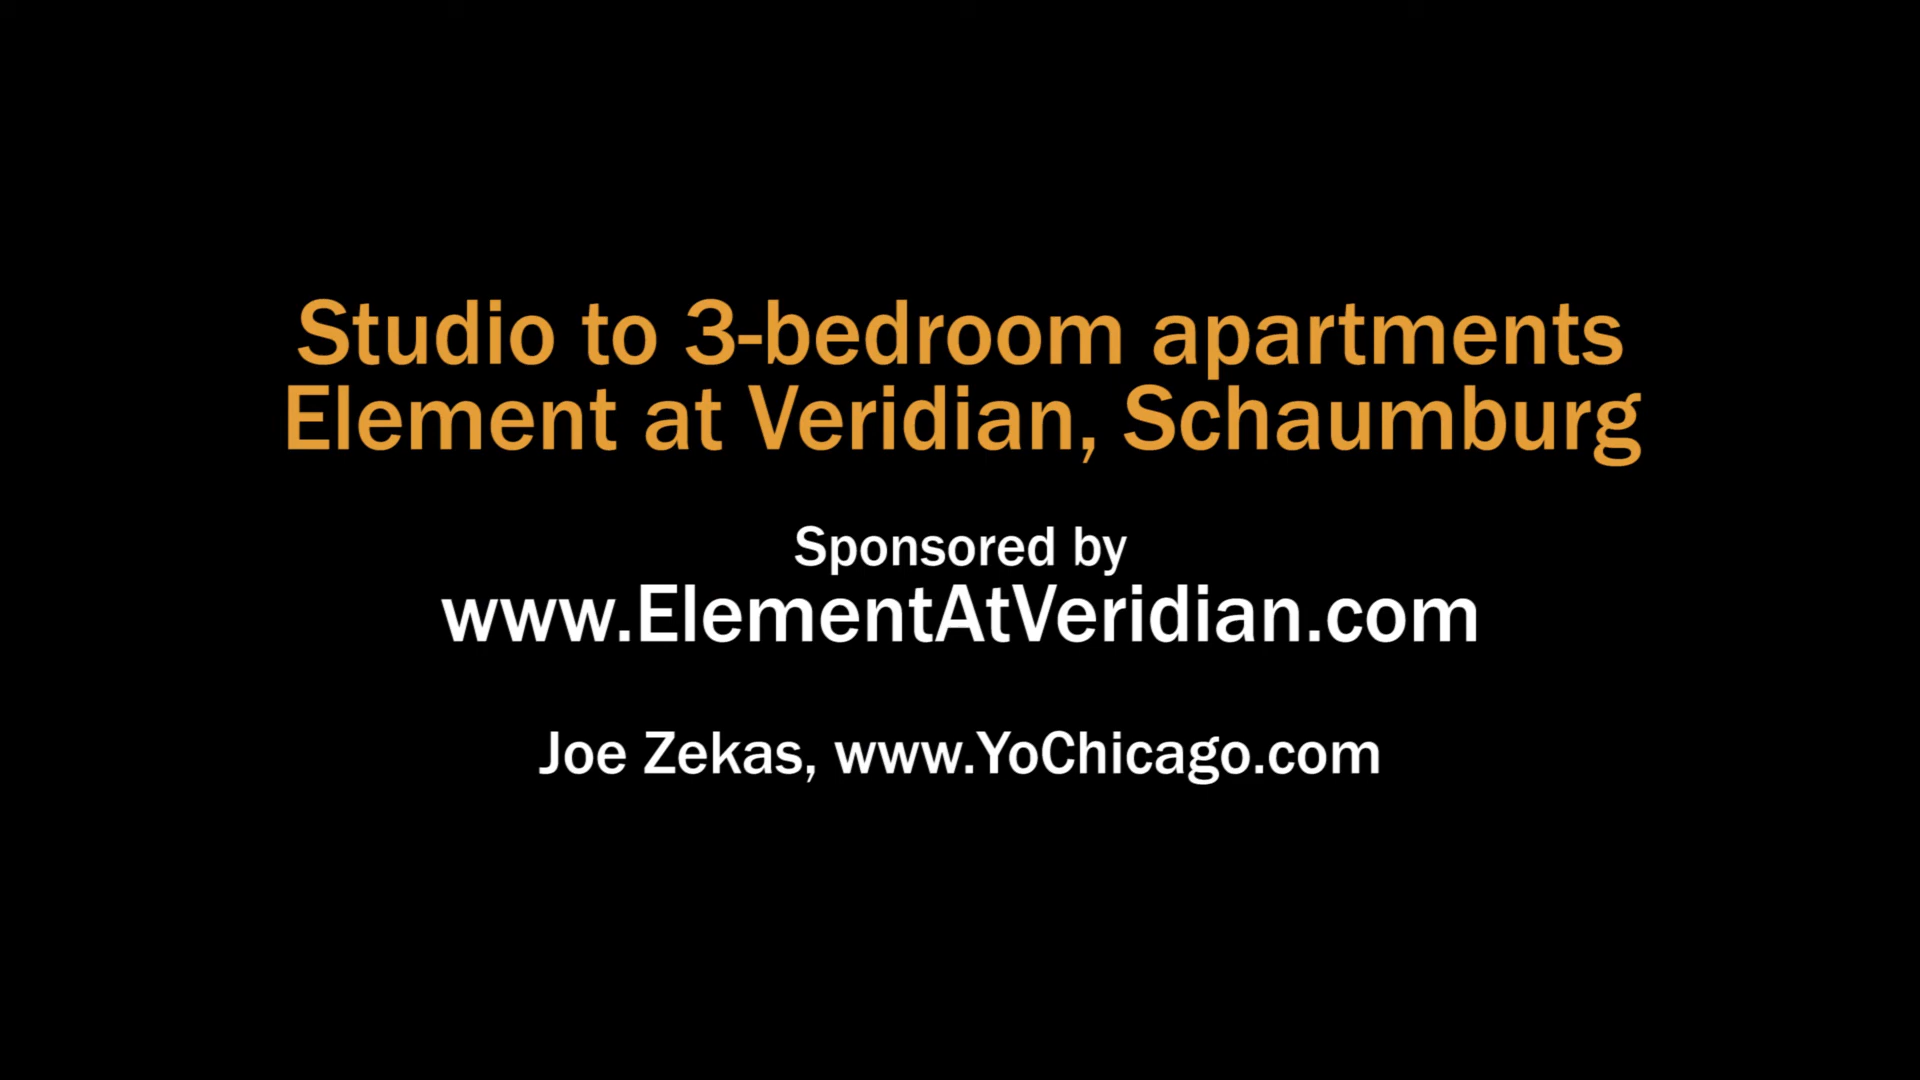 Studio to 3-bedroom apartments
Element at Veridian, Schaumburg
Sponsored by
www.ElementAtVeridian.com
Joe Zekas, www.YoChicago.com